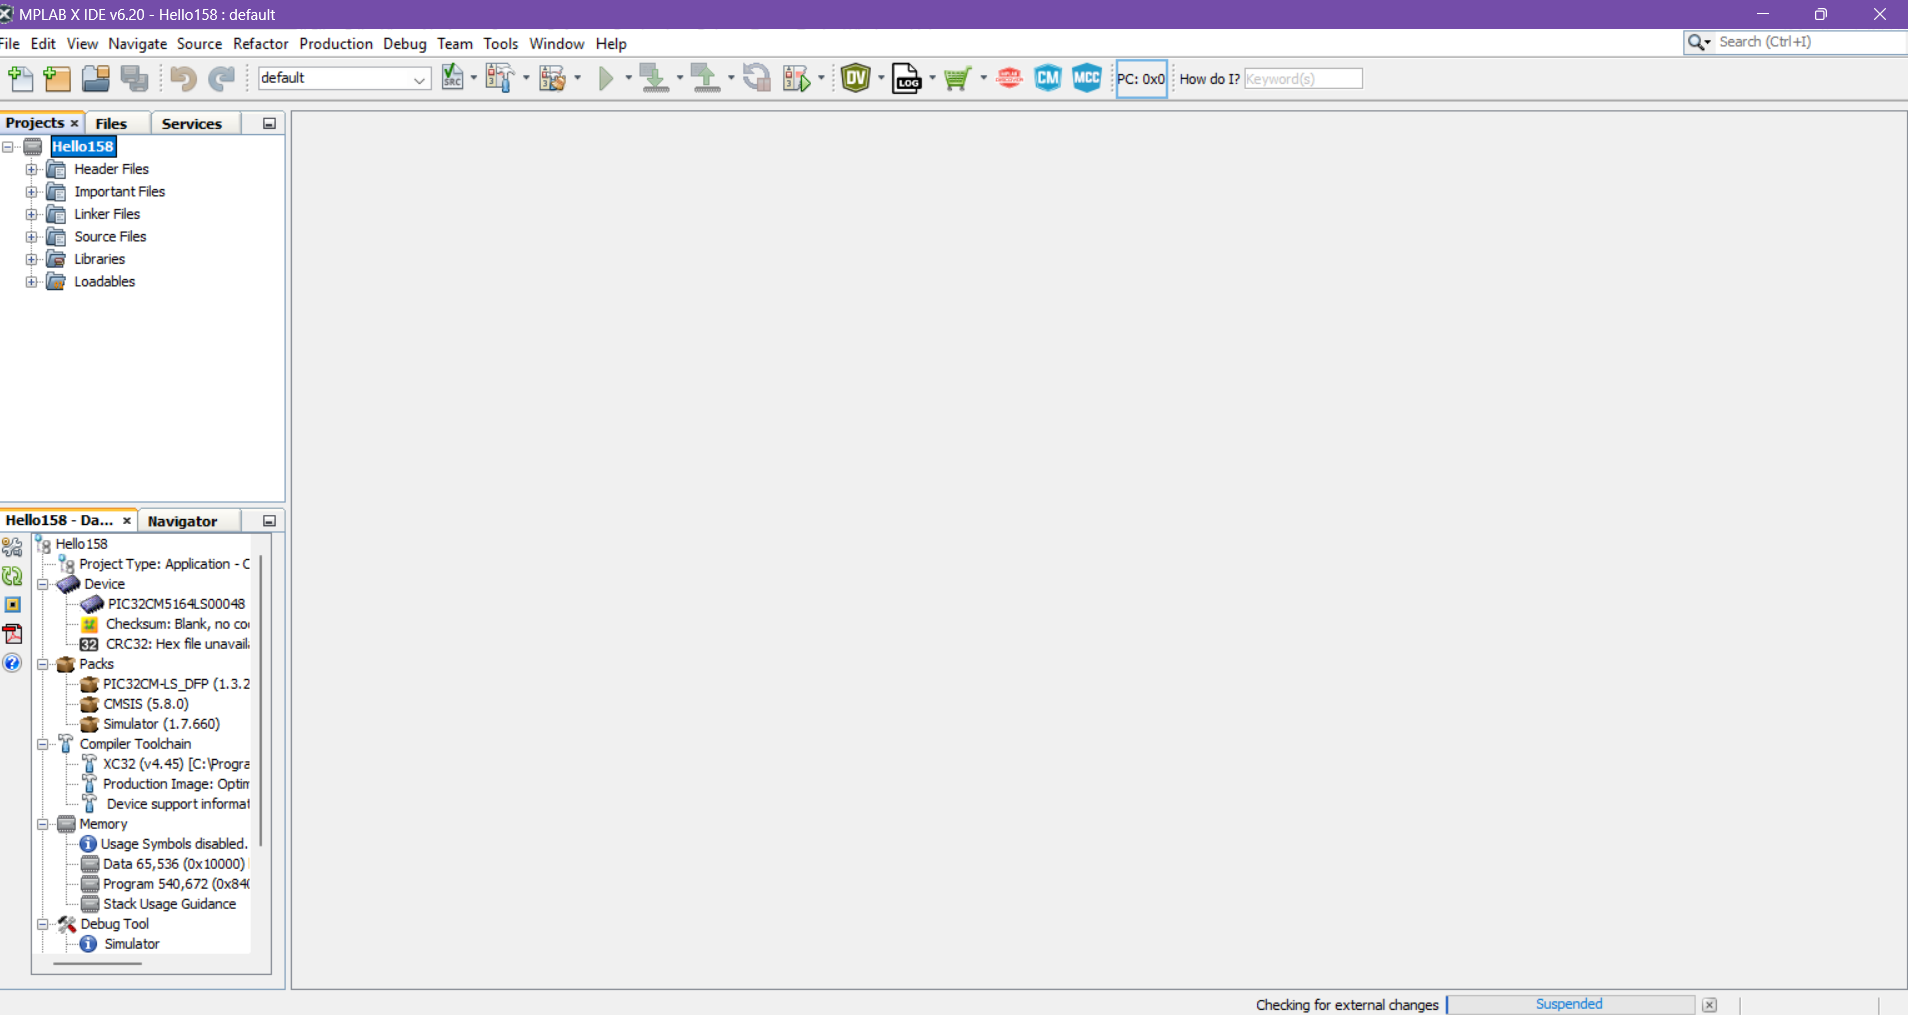 MPLAB X IDE v6.20 - Hello158 : default
File Edit View Navigate Source Refactor Production Debug Team Tools Window Help
Search (Ctrl+I)
default
SRC
DV
LOG
CM
MCC
PC: 0x0
How do I? Keyword(s)
Projects Files Services
Hello158
Header Files
Important Files
Linker Files
Source Files
Libraries
Loadables
Hello158 - Da... Navigator
Hello158
Project Type: Application - C
Device
PIC32CM5164LS00048
Checksum: Blank, no co
32 CRC32: Hex file unavail
Packs
PIC32CM-LS_DFP (1.3.2
CMSIS (5.8.0)
Simulator (1.7.660)
Compiler Toolchain
XC32 (v4.45) [C:\Progra
Production Image: Optim
Device support informat
Memory
Usage Symbols disabled.
Data 65,536 (0x10000)
Program 540,672 (0x840
Stack Usage Guidance
Debug Tool
Simulator
Checking for external changes Suspended